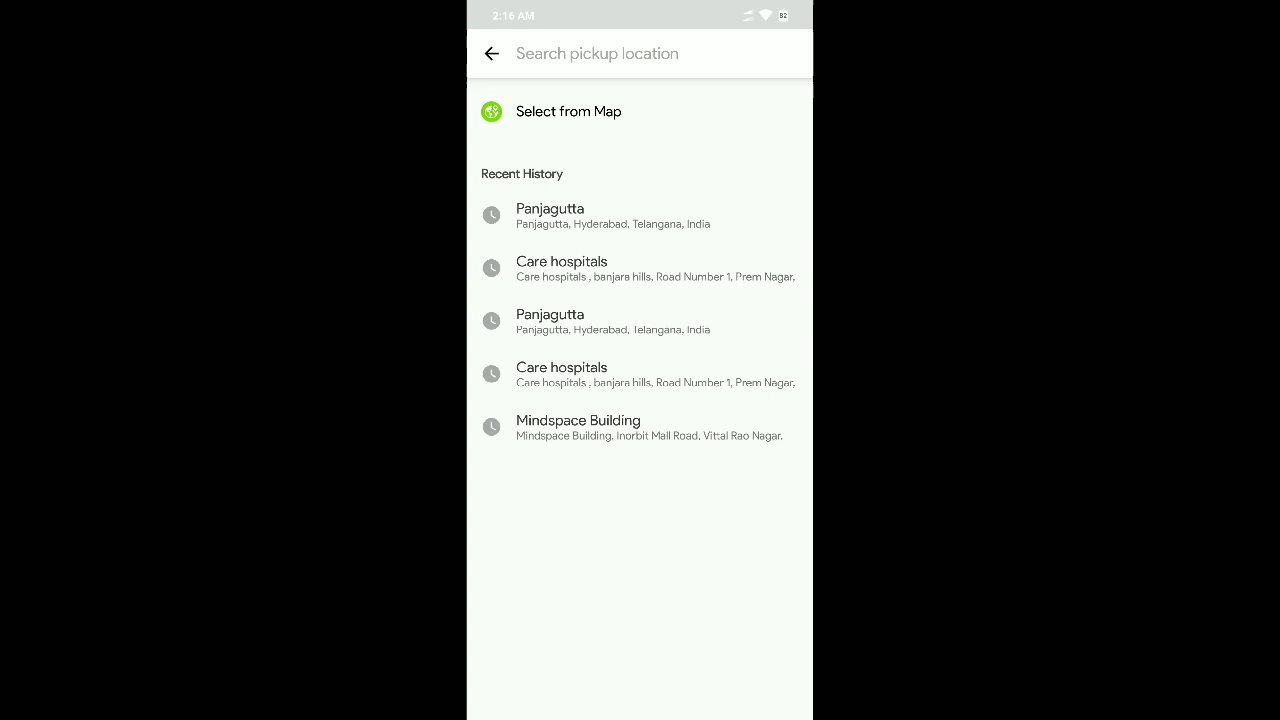 2:16 AM
82
Search pickup location
Select from Map
Recent History
Panjagutta
Panjagutta, Hyderabad, Telangana, India
Care hospitals
Care hospitals , banjara hills, Road Number 1, Prem Nagar,
Panjagutta
Panjagutta, Hyderabad, Telangana, India
Care hospitals
Care hospitals , banjara hills, Road Number 1, Prem Nagar,
Mindspace Building
Mindspace Building, Inorbit Mall Road, Vittal Rao Nagar,